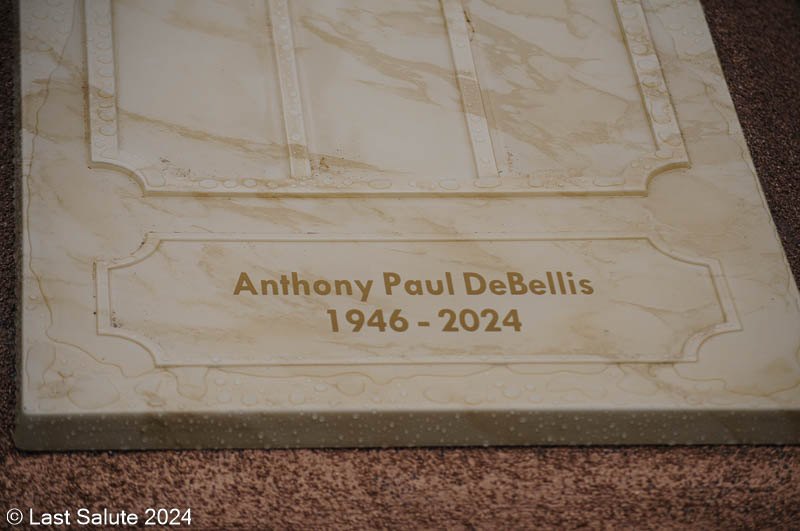 Anthony Paul DeBellis
1946 - 2024
© Last Salute 2024